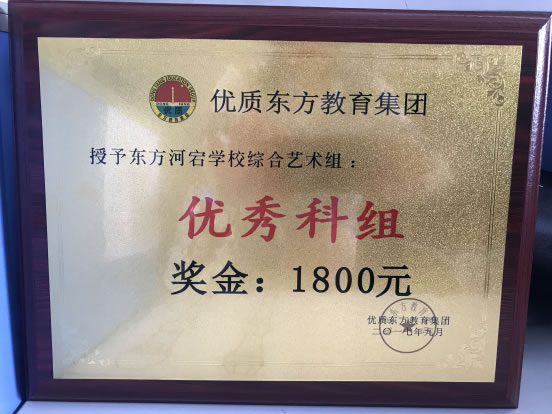 优质东方教育集团
优质
授予东方河宕学校综合艺术组：
优秀科组
奖金：1800元
优质东方教育集团
二〇一七年九月